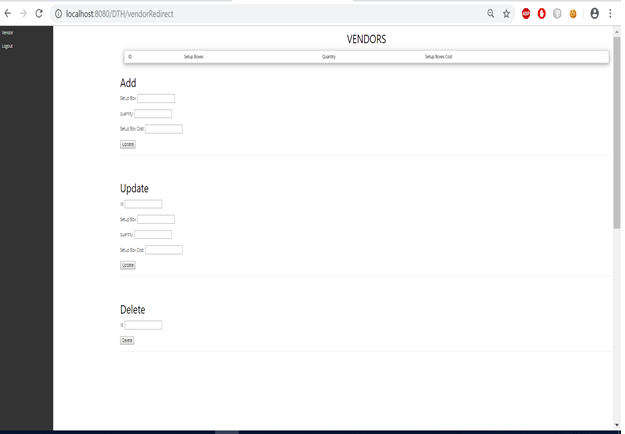 localhost:8080/DTH/vendorRedirect
ABP
Vendor
Logout
VENDORS
ID Setup Boxes Quantity Setup Boxes Cost
Add
Setup Box
Quantity
Setup Box Cost
Update
Update
Id
Setup Box
Quantity
Setup Box Cost
Update
Delete
Id
Delete